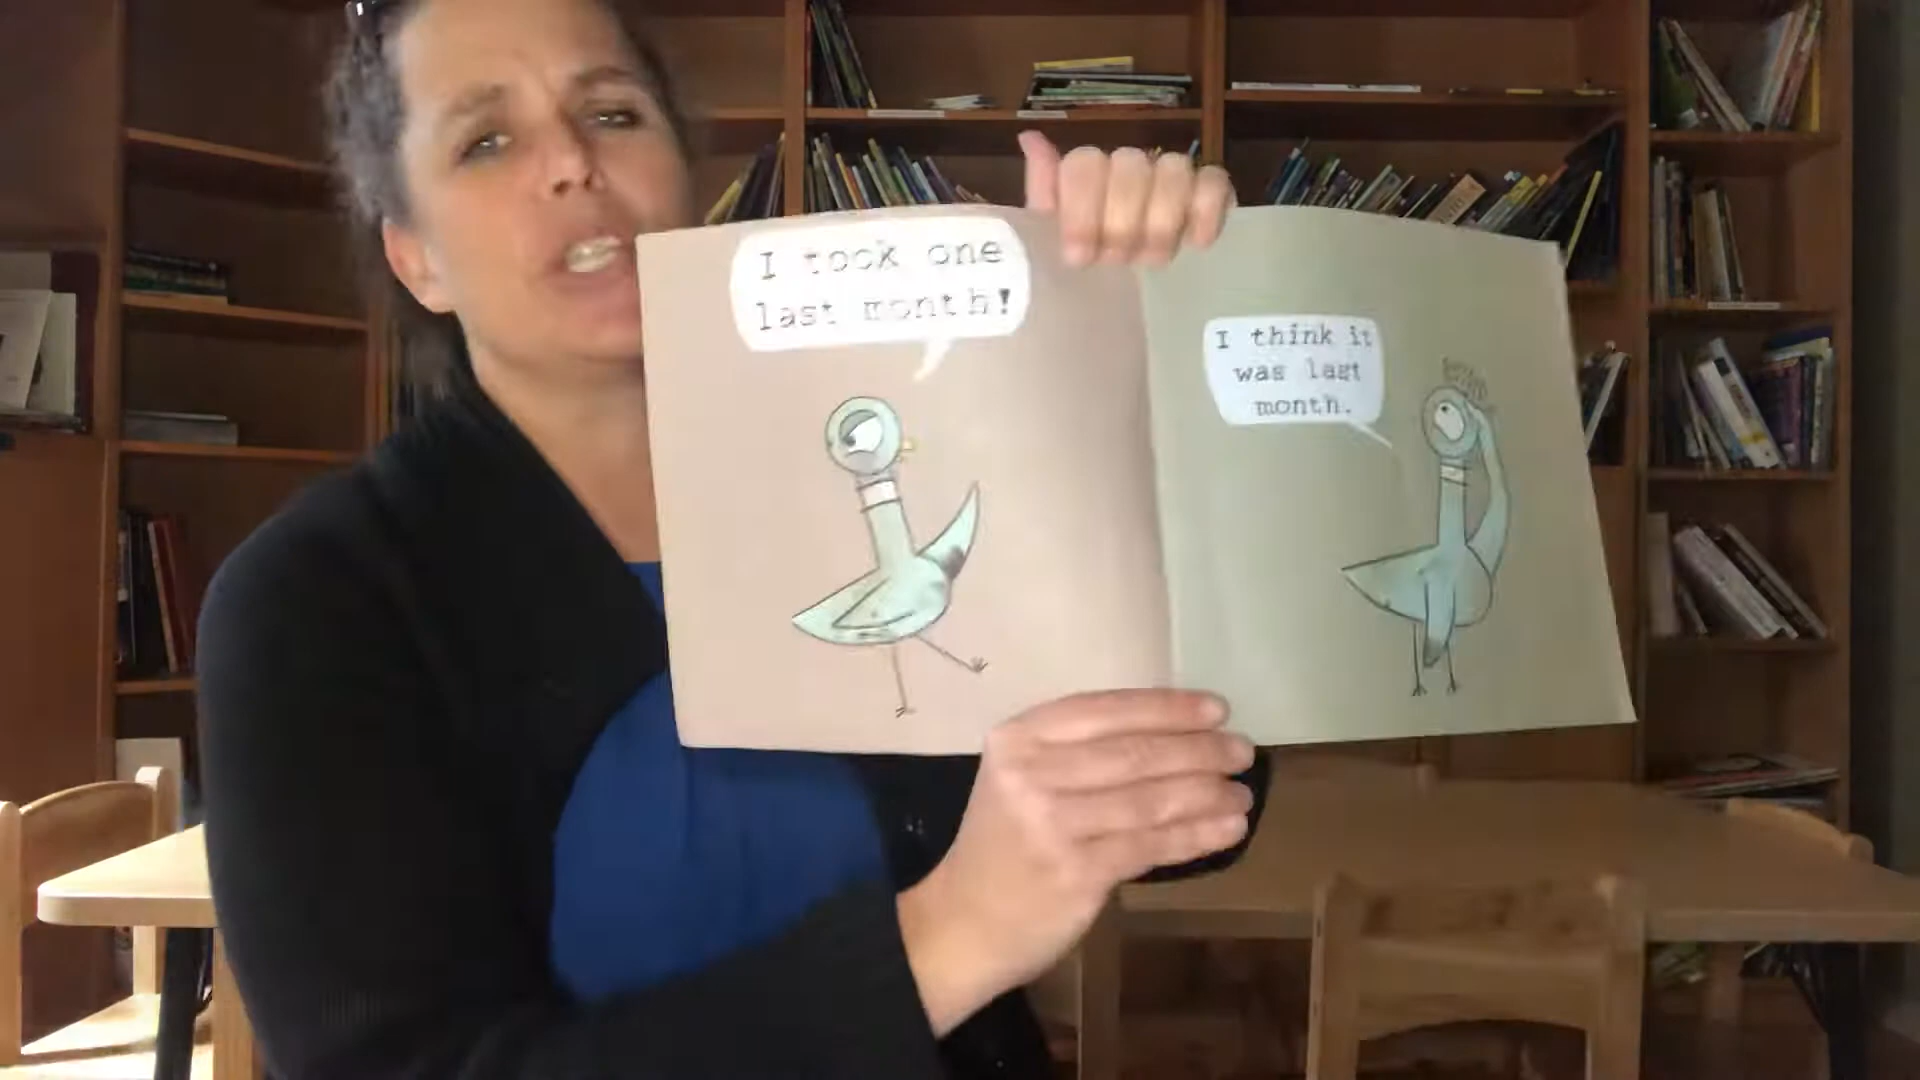 I took one
last month!
I think it
was last
month.